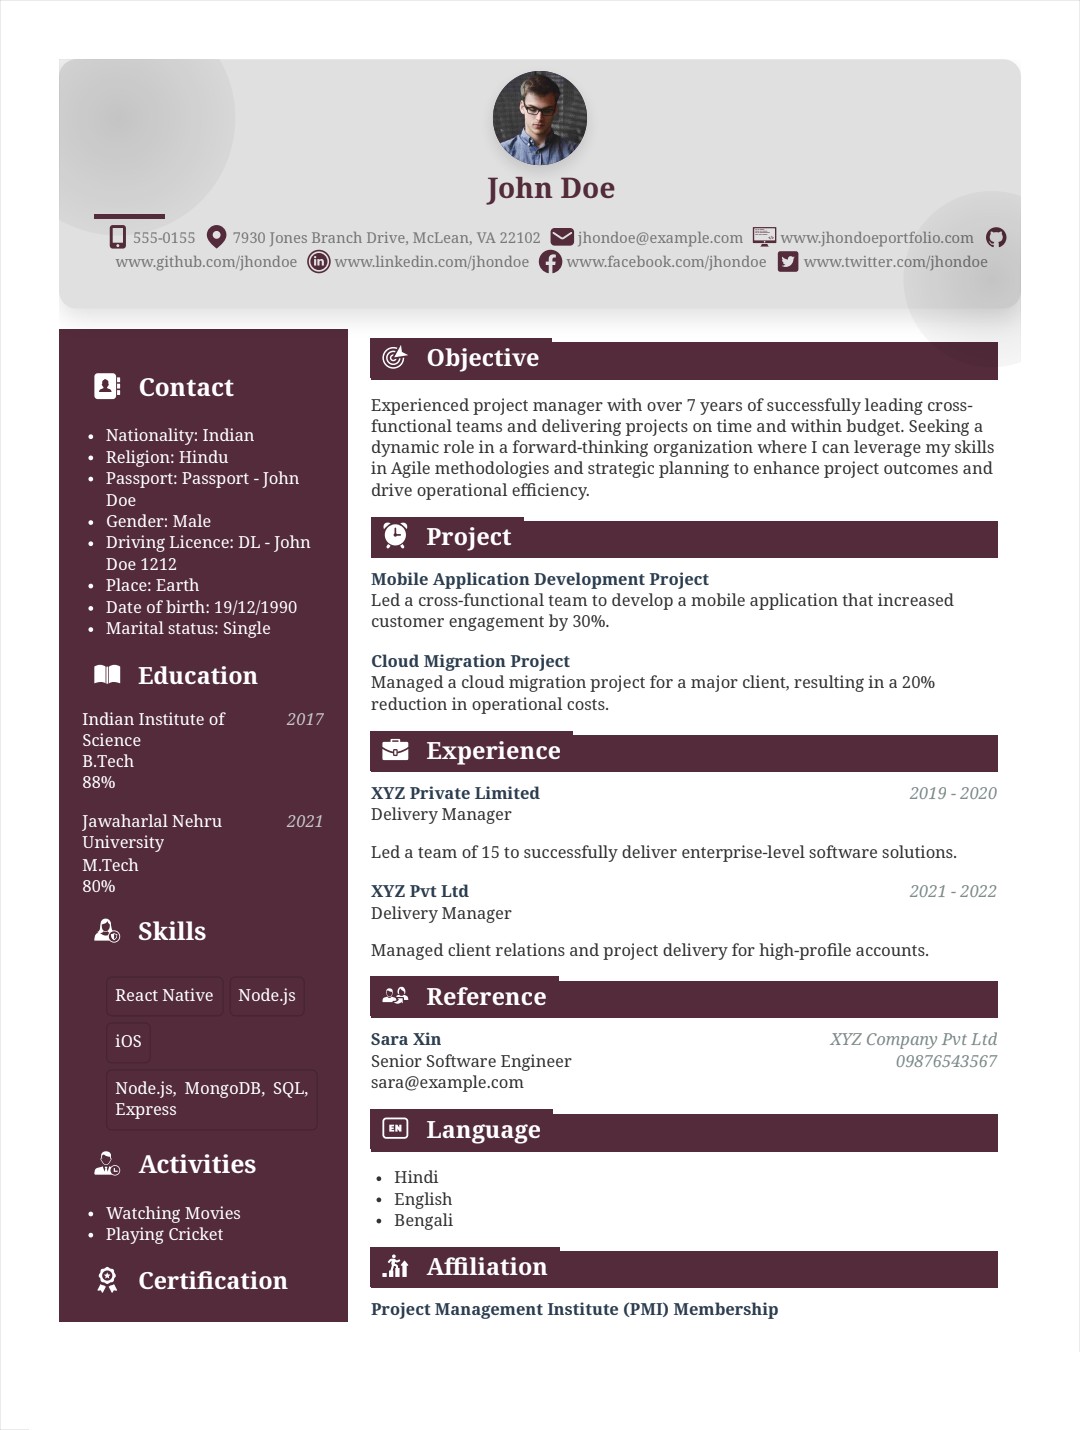 John Doe
555-0155 7930 Jones Branch Drive, McLean, VA 22102 jhondoe@example.com www.jhondoeportfolio.com
www.github.com/jhondoe www.linkedin.com/jhondoe www.facebook.com/jhondoe www.twitter.com/jhondoe
Contact
• Nationality: Indian
• Religion: Hindu
• Passport: Passport - John
Doe
• Gender: Male
• Driving Licence: DL - John
Doe 1212
• Place: Earth
• Date of birth: 19/12/1990
• Marital status: Single
Education
Indian Institute of 2017
Science
B.Tech
88%
Jawaharlal Nehru 2021
University
M.Tech
80%
Skills
React Native Node.js
iOS
Node.js, MongoDB, SQL,
Express
Activities
• Watching Movies
• Playing Cricket
Certification
Objective
Experienced project manager with over 7 years of successfully leading cross-
functional teams and delivering projects on time and within budget. Seeking a
dynamic role in a forward-thinking organization where I can leverage my skills
in Agile methodologies and strategic planning to enhance project outcomes and
drive operational efficiency.
Project
Mobile Application Development Project
Led a cross-functional team to develop a mobile application that increased
customer engagement by 30%.
Cloud Migration Project
Managed a cloud migration project for a major client, resulting in a 20%
reduction in operational costs.
Experience
XYZ Private Limited 2019 - 2020
Delivery Manager
Led a team of 15 to successfully deliver enterprise-level software solutions.
XYZ Pvt Ltd 2021 - 2022
Delivery Manager
Managed client relations and project delivery for high-profile accounts.
Reference
Sara Xin XYZ Company Pvt Ltd
Senior Software Engineer 09876543567
sara@example.com
EN Language
• Hindi
• English
• Bengali
Affiliation
Project Management Institute (PMI) Membership